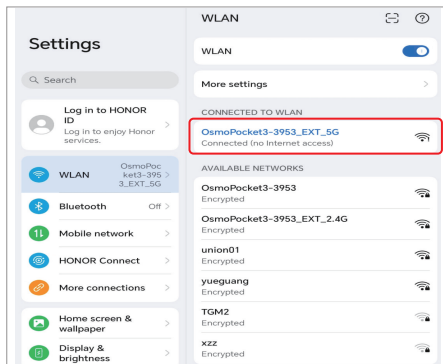 Settings
Search
Log in to HONOR
ID
Log in to enjoy Honor
services.
WLAN
OsmoPoc
ket3-395
3_EXT_5G
Bluetooth
Off
Mobile network
HONOR Connect
More connections
Home screen &
wallpaper
Display &
brightness
WLAN
WLAN
More settings
CONNECTED TO WLAN
OsmoPocket3-3953_EXT_5G
Connected (no Internet access)
AVAILABLE NETWORKS
OsmoPocket3-3953
Encrypted
OsmoPocket3-3953_EXT_2.4G
Encrypted
union01
Encrypted
yueguang
Encrypted
TGM2
Encrypted
xzz
Encrypted